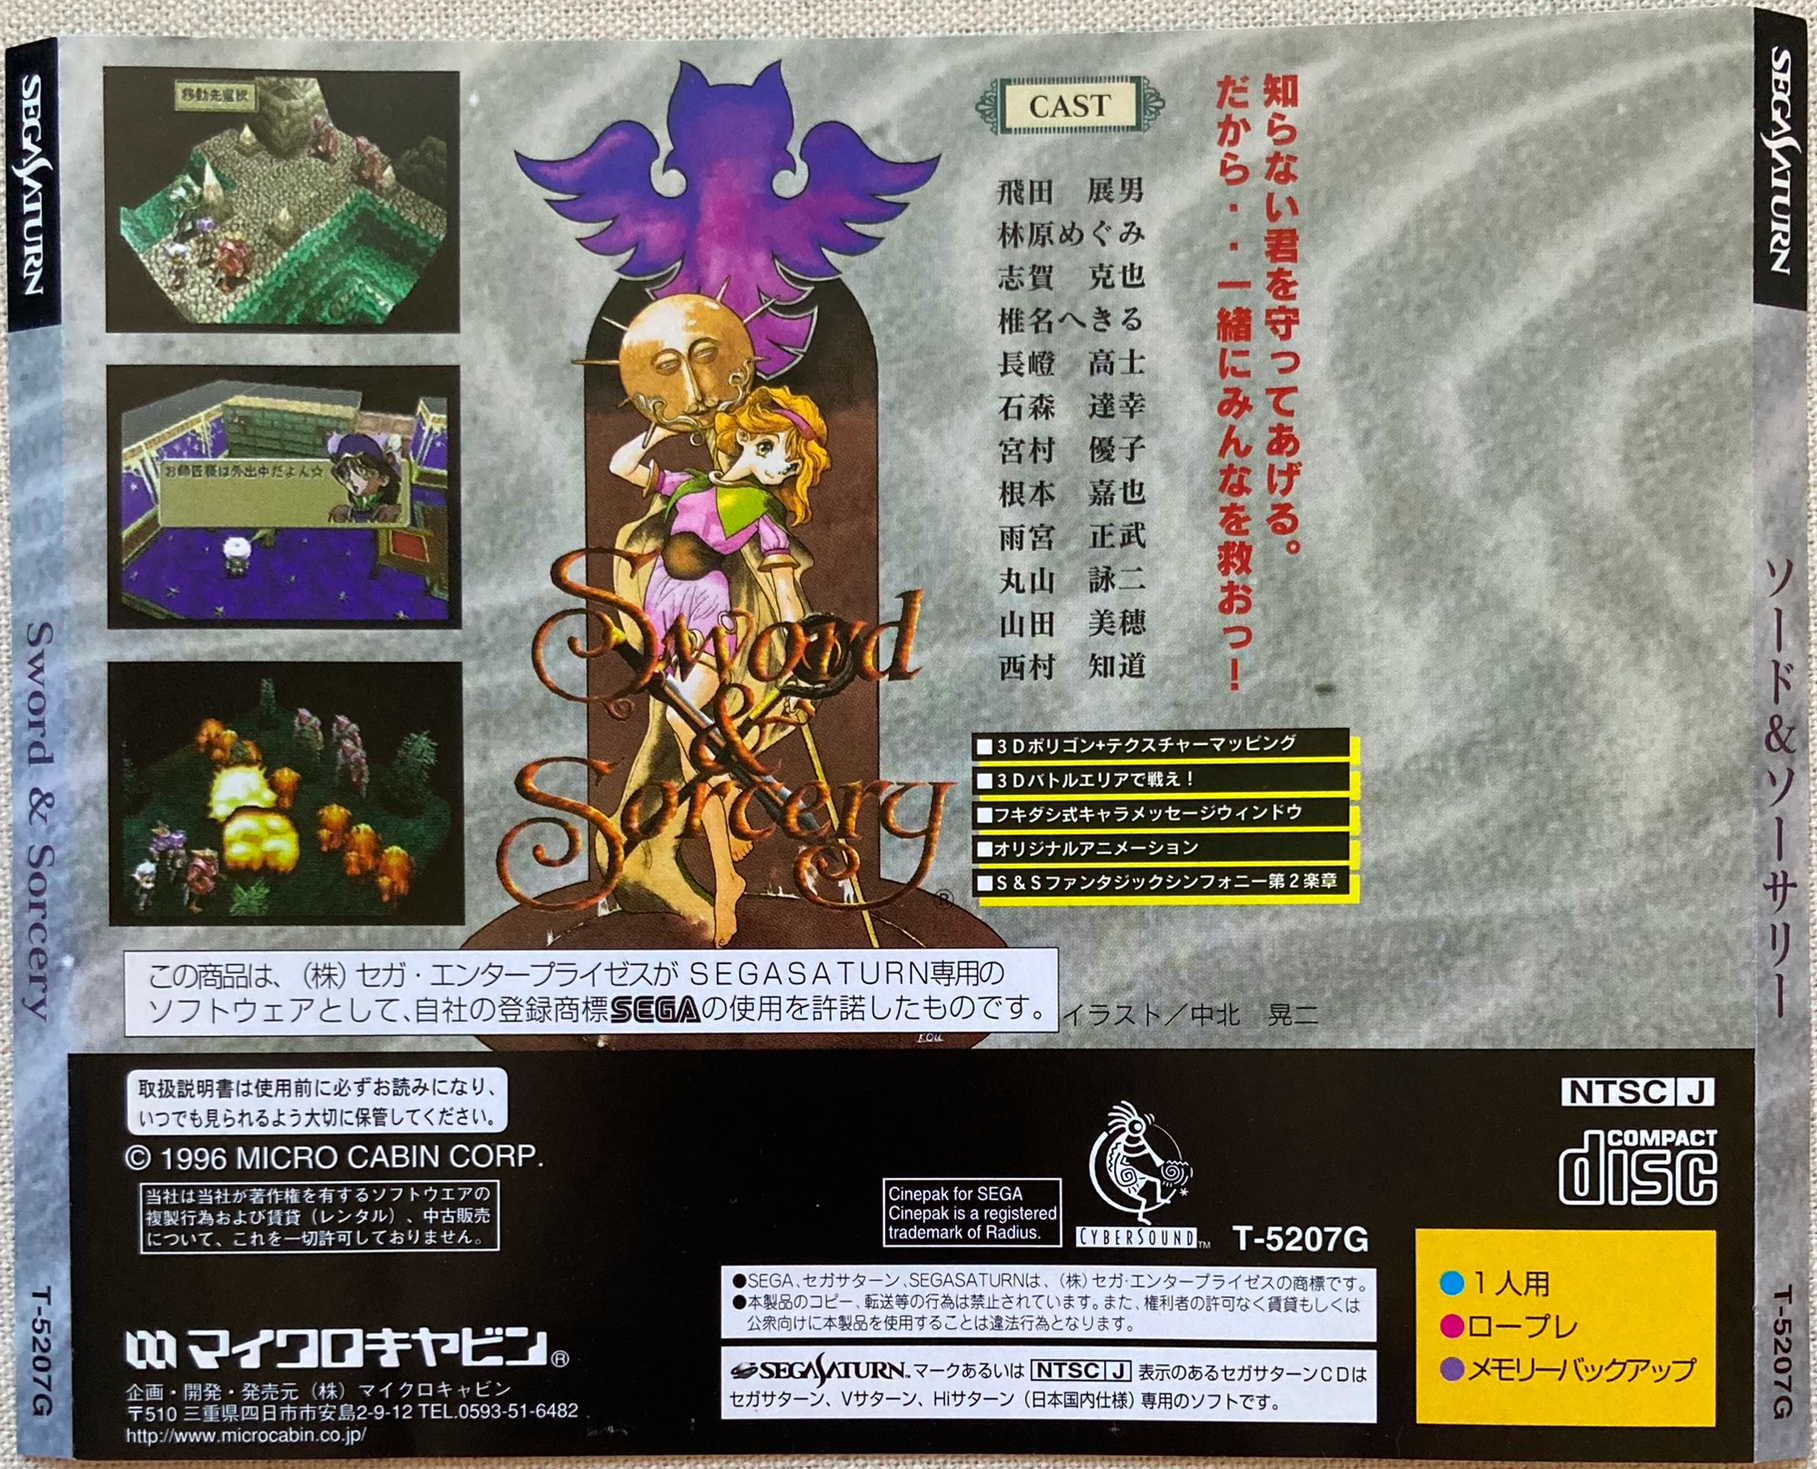 SEGA SATURN
Sword & Sorcery
T-5207G
移動先選択
お師匠様は外出中だよん☆
Sword
&
Sorcery
®
CAST
飛田 展男
林原めぐみ
志賀 克也
椎名へきる
長嶝 高士
石森 達幸
宮村 優子
根本 嘉也
雨宮 正武
丸山 詠二
山田 美穂
西村 知道
知らない君を守ってあげる。
だから・・一緒にみんなを救おっ！
■3Dポリゴン+テクスチャーマッピング
■3Dバトルエリアで戦え！
■フキダシ式キャラメッセージウィンドウ
■オリジナルアニメーション
■S&Sファンタジックシンフォニー第2楽章
この商品は、（株）セガ・エンタープライゼスが SEGASATURN専用の
ソフトウェアとして、自社の登録商標SEGAの使用を許諾したものです。
イラスト／中北 晃二
KOU
取扱説明書は使用前に必ずお読みになり、
いつでも見られるよう大切に保管してください。
© 1996 MICRO CABIN CORP.
当社は当社が著作権を有するソフトウエアの
複製行為および賃貸（レンタル）、中古販売
について、これを一切許可しておりません。
マイクロキャビン®
企画・開発・発売元（株）マイクロキャビン
〒510 三重県四日市市安島2-9-12 TEL.0593-51-6482
http://www.microcabin.co.jp/
Cinepak for SEGA
Cinepak is a registered
trademark of Radius.
CYBERSOUND™
T-5207G
●SEGA、セガサターン、SEGASATURNは、（株）セガ・エンタープライゼスの商標です。
●本製品のコピー、転送等の行為は禁止されています。また、権利者の許可なく賃貸もしくは
公衆向けに本製品を使用することは違法行為となります。
SEGA SATURN™マークあるいは NTSC J 表示のあるセガサターンCDは
セガサターン、Vサターン、Hiサターン（日本国内仕様）専用のソフトです。
NTSC J
COMPACT
disc
●1人用
●ロープレ
●メモリーバックアップ
SEGA SATURN
ソード&ソーサリー
T-5207G